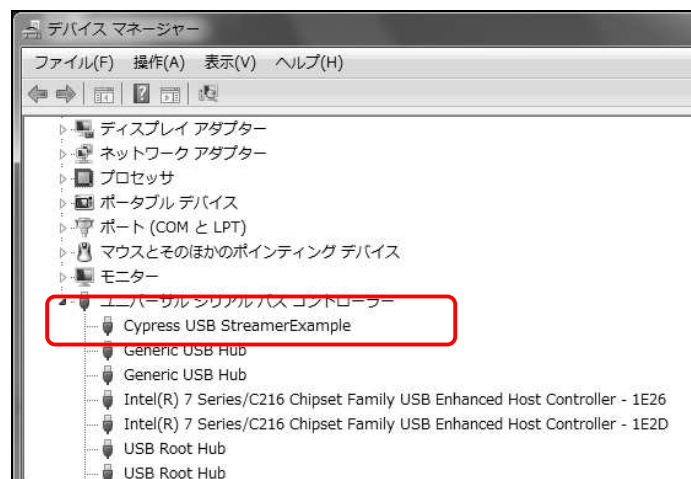 デバイス マネージャー
ファイル(F) 操作(A) 表示(V) ヘルプ(H)
ディスプレイ アダプター
ネットワーク アダプター
プロセッサ
ポータブル デバイス
ポート (COM と LPT)
マウスとそのほかのポインティング デバイス
モニター
ユニバーサル シリアル バス コントローラー
Cypress USB StreamerExample
Generic USB Hub
Generic USB Hub
Intel(R) 7 Series/C216 Chipset Family USB Enhanced Host Controller - 1E26
Intel(R) 7 Series/C216 Chipset Family USB Enhanced Host Controller - 1E2D
USB Root Hub
USB Root Hub